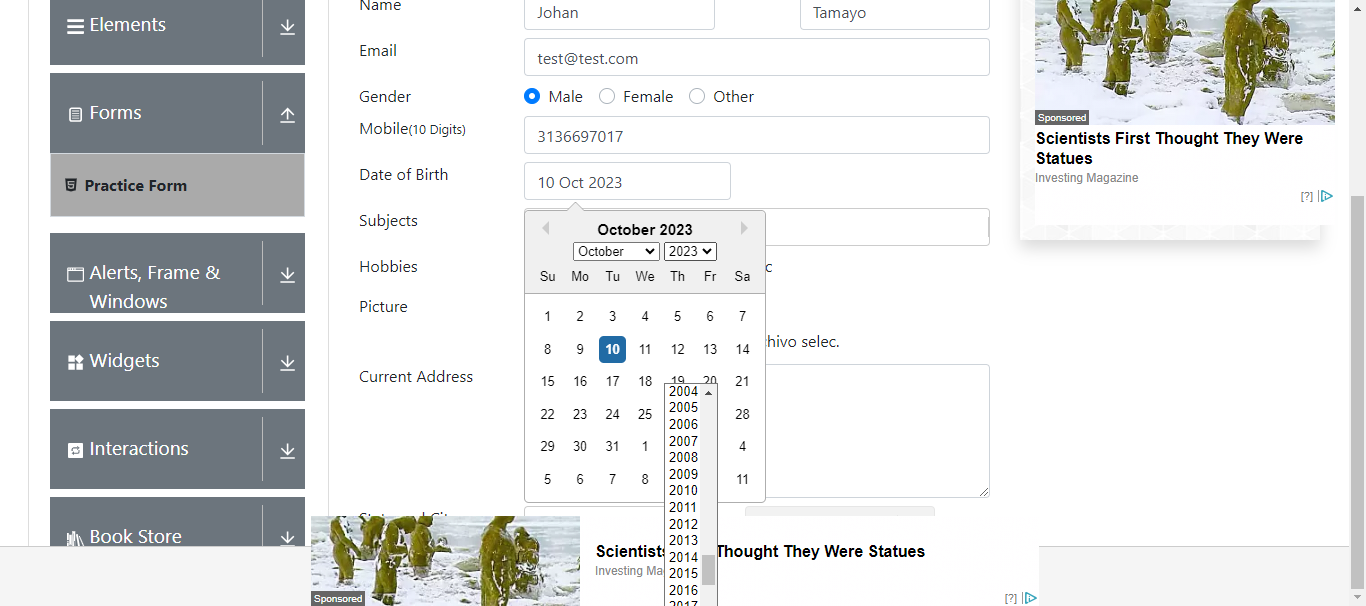 Elements
Forms
Practice Form
Alerts, Frame &
Windows
Widgets
Interactions
Book Store
Name
Johan
Tamayo
Email
test@test.com
Gender
Male
Female
Other
Mobile(10 Digits)
3136697017
Date of Birth
10 Oct 2023
Subjects
Hobbies
Picture
hivo selec.
Current Address
October 2023
October
2023
Su Mo Tu We Th Fr Sa
1 2 3 4 5 6 7
8 9 10 11 12 13 14
15 16 17 18 19 20 21
22 23 24 25 28
29 30 31 1 4
5 6 7 8 11
2004
2005
2006
2007
2008
2009
2010
2011
2012
2013
2014
2015
2016
2017
Sponsored
Scientists First Thought They Were
Statues
Investing Magazine
[?]
Sponsored
Scientists Thought They Were Statues
Investing Ma
[?]